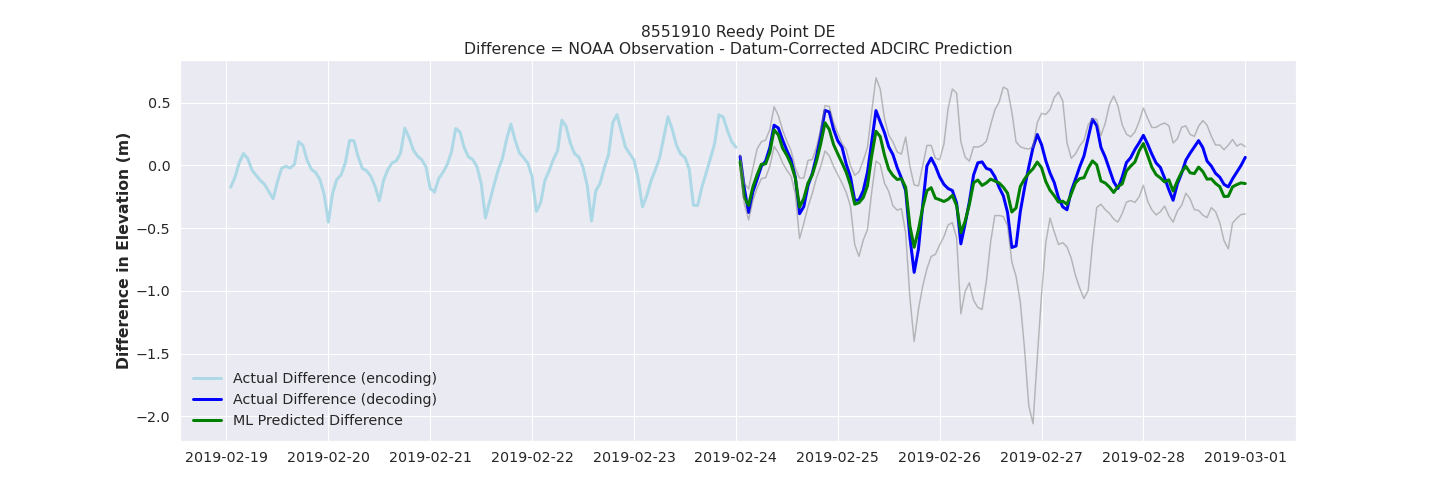 8551910 Reedy Point DE
Difference = NOAA Observation - Datum-Corrected ADCIRC Prediction
Difference in Elevation (m)
0.5
0.0
−0.5
−1.0
−1.5
−2.0
Actual Difference (encoding)
Actual Difference (decoding)
ML Predicted Difference
2019-02-19 2019-02-20 2019-02-21 2019-02-22 2019-02-23 2019-02-24 2019-02-25 2019-02-26 2019-02-27 2019-02-28 2019-03-01